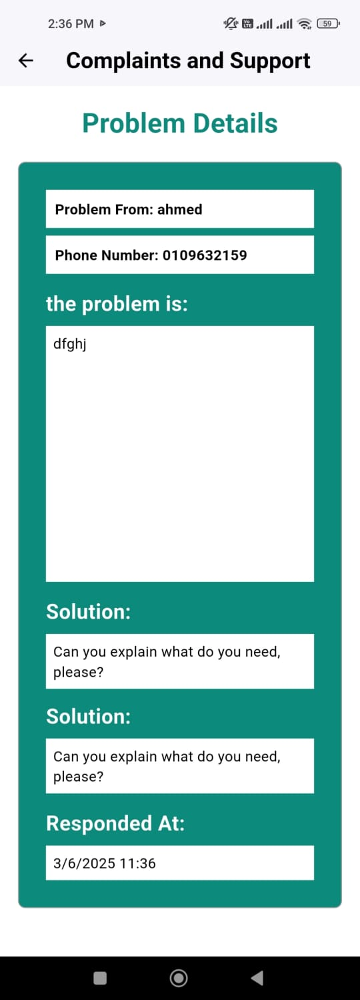 2:36 PM
Vo LTE
59
Complaints and Support
Problem Details
Problem From: ahmed
Phone Number: 0109632159
the problem is:
dfghj
Solution:
Can you explain what do you need,
please?
Solution:
Can you explain what do you need,
please?
Responded At:
3/6/2025 11:36